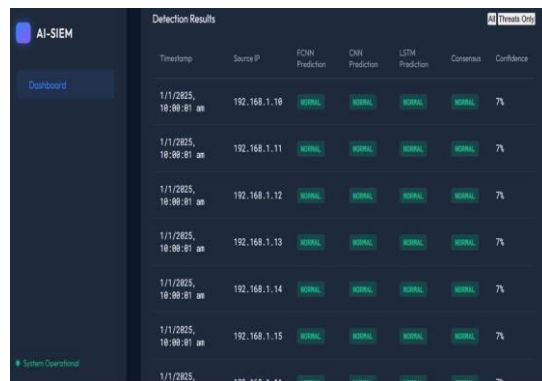 AI-SIEM
Dashboard
System Operational
Detection Results
All Threats Only
Timestamp Source IP FCNN Prediction CNN Prediction LSTM Prediction Consensus Confidence
1/1/2025, 10:00:01 am 192.168.1.10 NORMAL NORMAL NORMAL NORMAL 7%
1/1/2025, 10:00:01 am 192.168.1.11 NORMAL NORMAL NORMAL NORMAL 7%
1/1/2025, 10:00:01 am 192.168.1.12 NORMAL NORMAL NORMAL NORMAL 7%
1/1/2025, 10:00:01 am 192.168.1.13 NORMAL NORMAL NORMAL NORMAL 7%
1/1/2025, 10:00:01 am 192.168.1.14 NORMAL NORMAL NORMAL NORMAL 7%
1/1/2025, 10:00:01 am 192.168.1.15 NORMAL NORMAL NORMAL NORMAL 7%
1/1/2025,